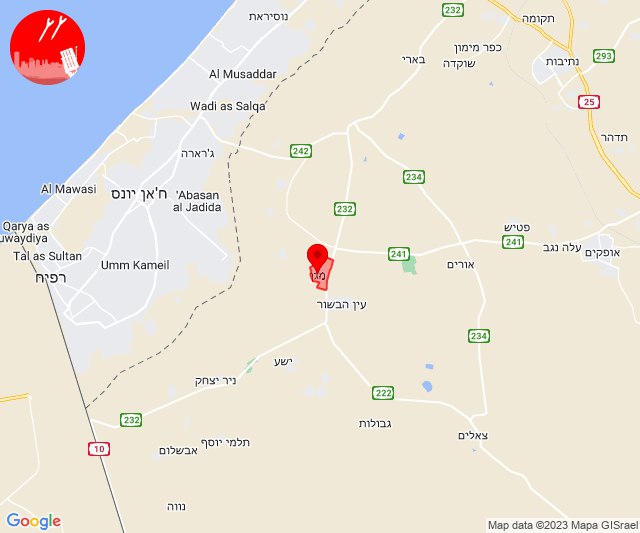 נוסיראת
232
תקומה
כפר מימון
שוקדה
293
בארי
נתיבות
Al Musaddar
25
Wadi as Salqa
תדהר
ג'רארה
242
234
Al Mawasi
ח'אן יונס
'Abasan
al Jadida
232
Qarya as
uwaydiya
פטיש
241
עלה נגב
Tal as Sultan
241
אופקים
Umm Kameil
אורים
רפיח
עין הבשור
234
ישע
ניר יצחק
222
232
גבולות
צאלים
10
תלמי יוסף
אבשלום
נווה
Google
Map data ©2023 Mapa GISrael